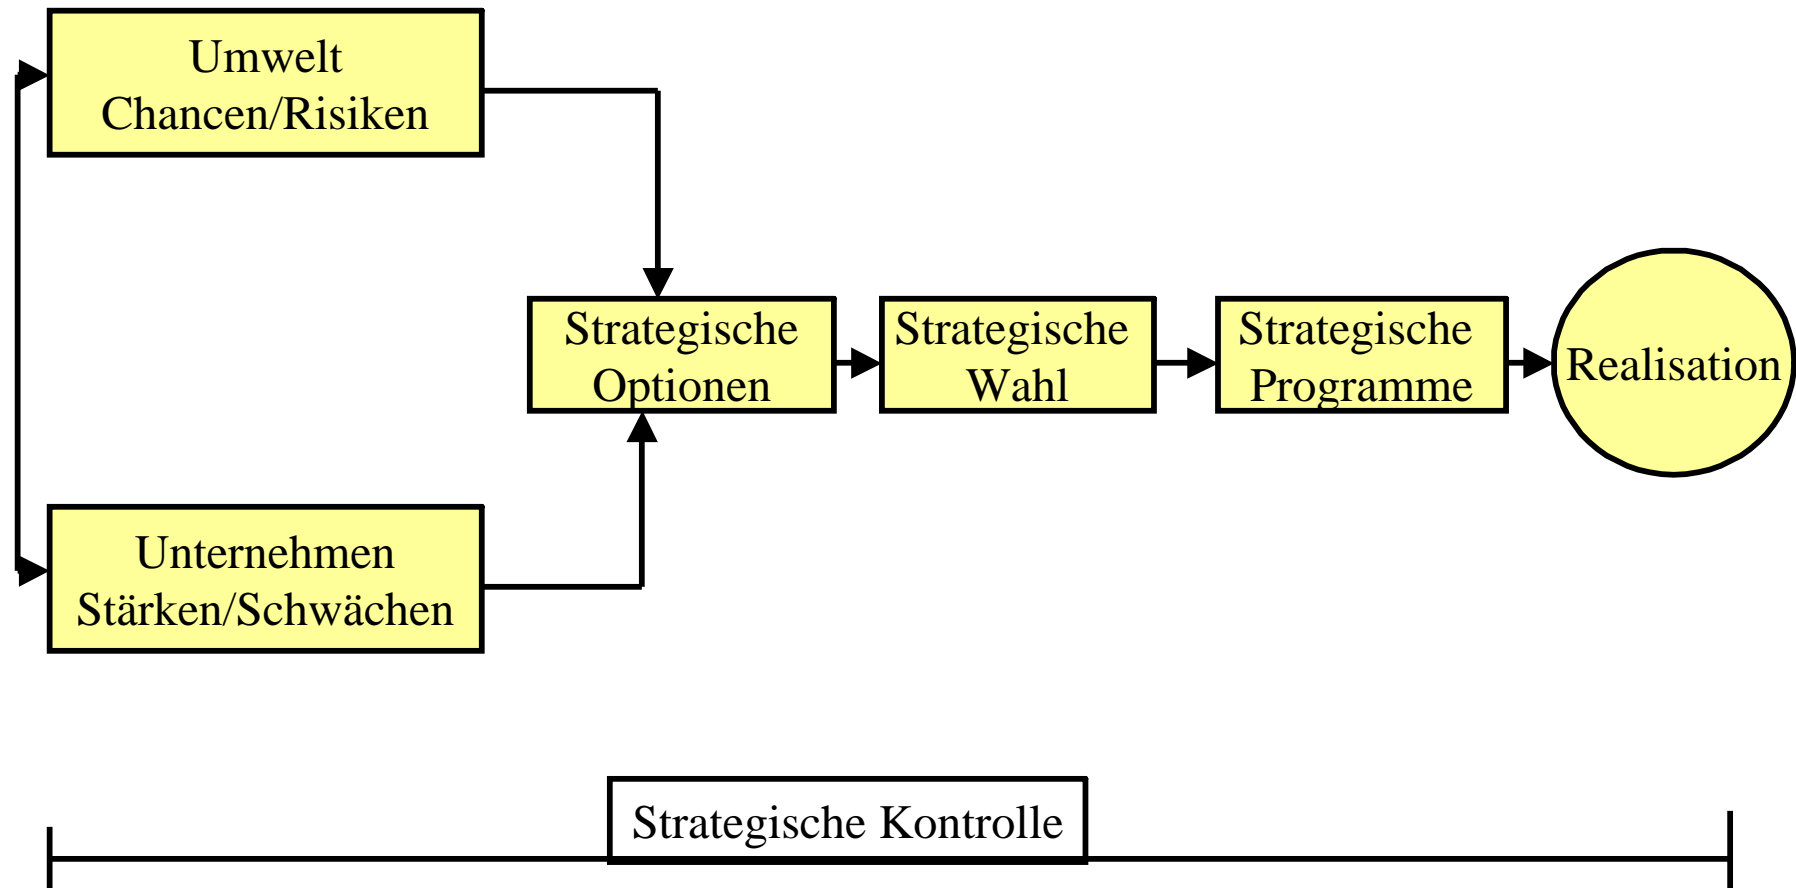 Umwelt
Chancen/Risiken
Strategische
Optionen
Strategische
Wahl
Strategische
Programme
Realisation
Unternehmen
Stärken/Schwächen
Strategische Kontrolle